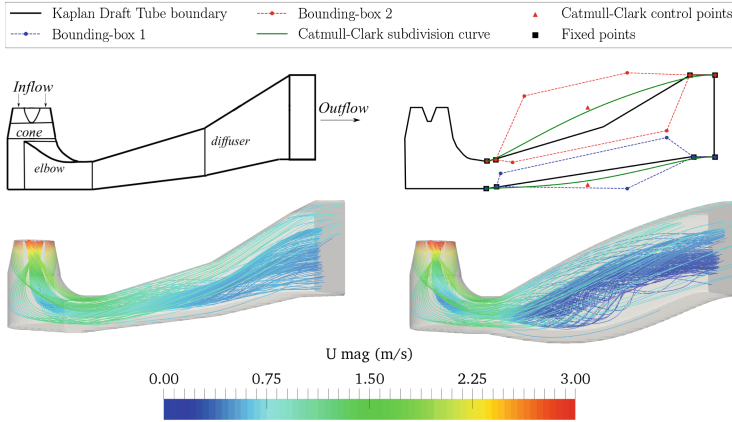 Kaplan Draft Tube boundary
Bounding-box 2
Catmull-Clark control points
Bounding-box 1
Catmull-Clark subdivision curve
Fixed points
Inflow
cone
elbow
diffuser
Outflow
U mag (m/s)
0.00 0.75 1.50 2.25 3.00